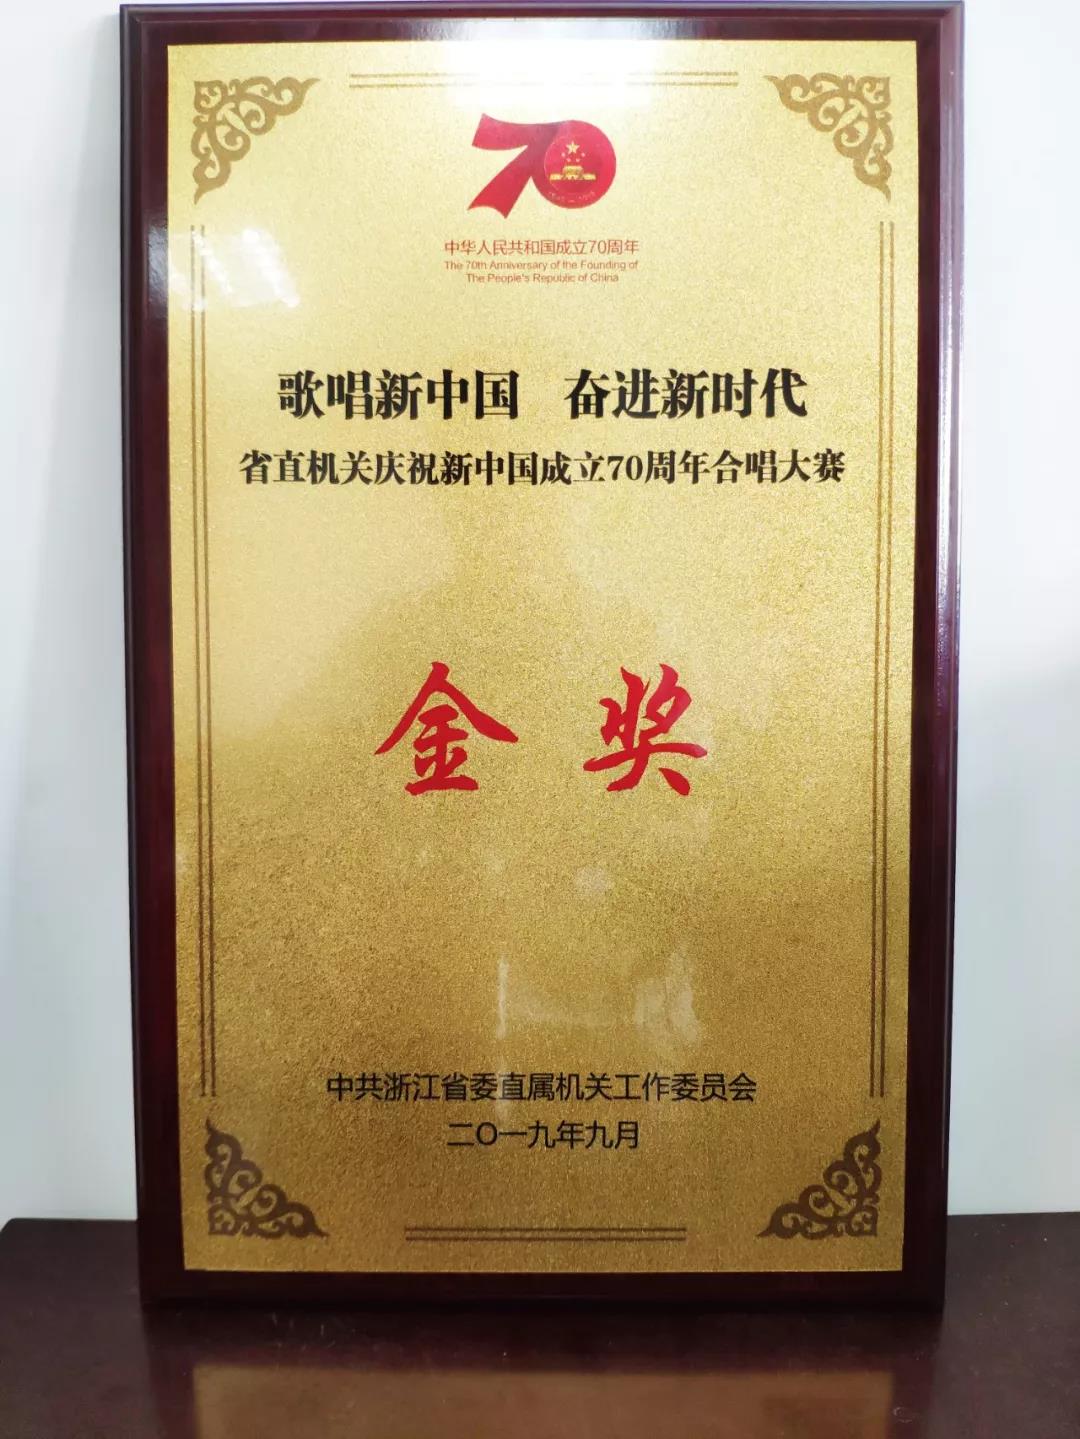 70
中华人民共和国成立70周年
The 70th Anniversary of the Founding of
The People's Republic of China
歌唱新中国 奋进新时代
省直机关庆祝新中国成立70周年合唱大赛
金奖
中共浙江省委直属机关工作委员会
二〇一九年九月